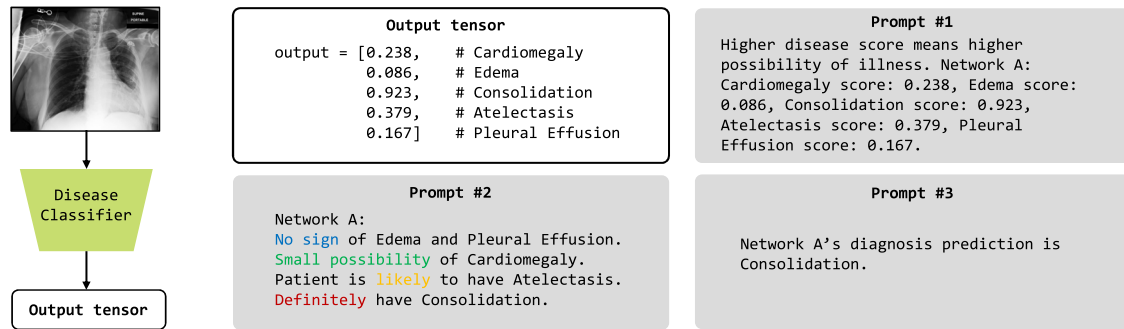 SUPINE
PORTABLE
Disease
Classifier
Output tensor
Output tensor
output = [0.238, # Cardiomegaly
0.086, # Edema
0.923, # Consolidation
0.379, # Atelectasis
0.167] # Pleural Effusion
Prompt #1
Higher disease score means higher
possibility of illness. Network A:
Cardiomegaly score: 0.238, Edema score:
0.086, Consolidation score: 0.923,
Atelectasis score: 0.379, Pleural
Effusion score: 0.167.
Prompt #2
Network A:
No sign of Edema and Pleural Effusion.
Small possibility of Cardiomegaly.
Patient is likely to have Atelectasis.
Definitely have Consolidation.
Prompt #3
Network A’s diagnosis prediction is
Consolidation.